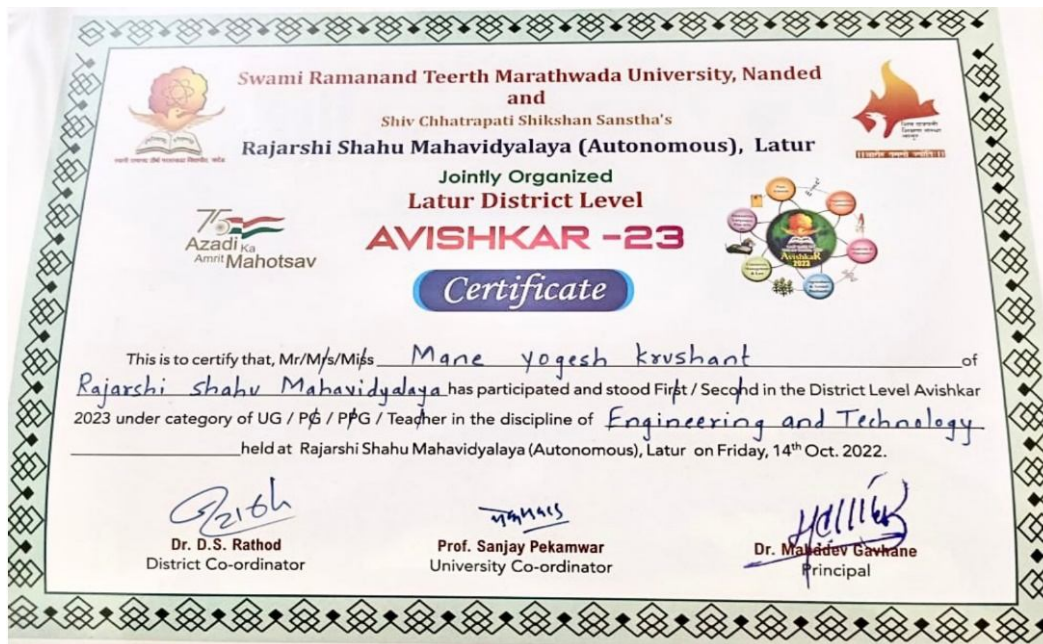 Swami Ramanand Teerth Marathwada University, Nanded
and
Shiv Chhatrapati Shikshan Sanstha's
Rajarshi Shahu Mahavidyalaya (Autonomous), Latur
Jointly Organized
Latur District Level
75
Azadi Ka
Amrit Mahotsav
AVISHKAR -23
AvishkaR
2023
Certificate
This is to certify that, Mr/Mrs/Miss Mane yogesh krushant of
Rajarshi shahu Mahavidyalaya has participated and stood First / Second in the District Level Avishkar
2023 under category of UG / PG / PPG / Teacher in the discipline of Engineering and Technology
held at Rajarshi Shahu Mahavidyalaya (Autonomous), Latur on Friday, 14th Oct. 2022.
Dr. D.S. Rathod
District Co-ordinator
Prof. Sanjay Pekamwar
University Co-ordinator
Dr. Mahadev Gavhane
Principal